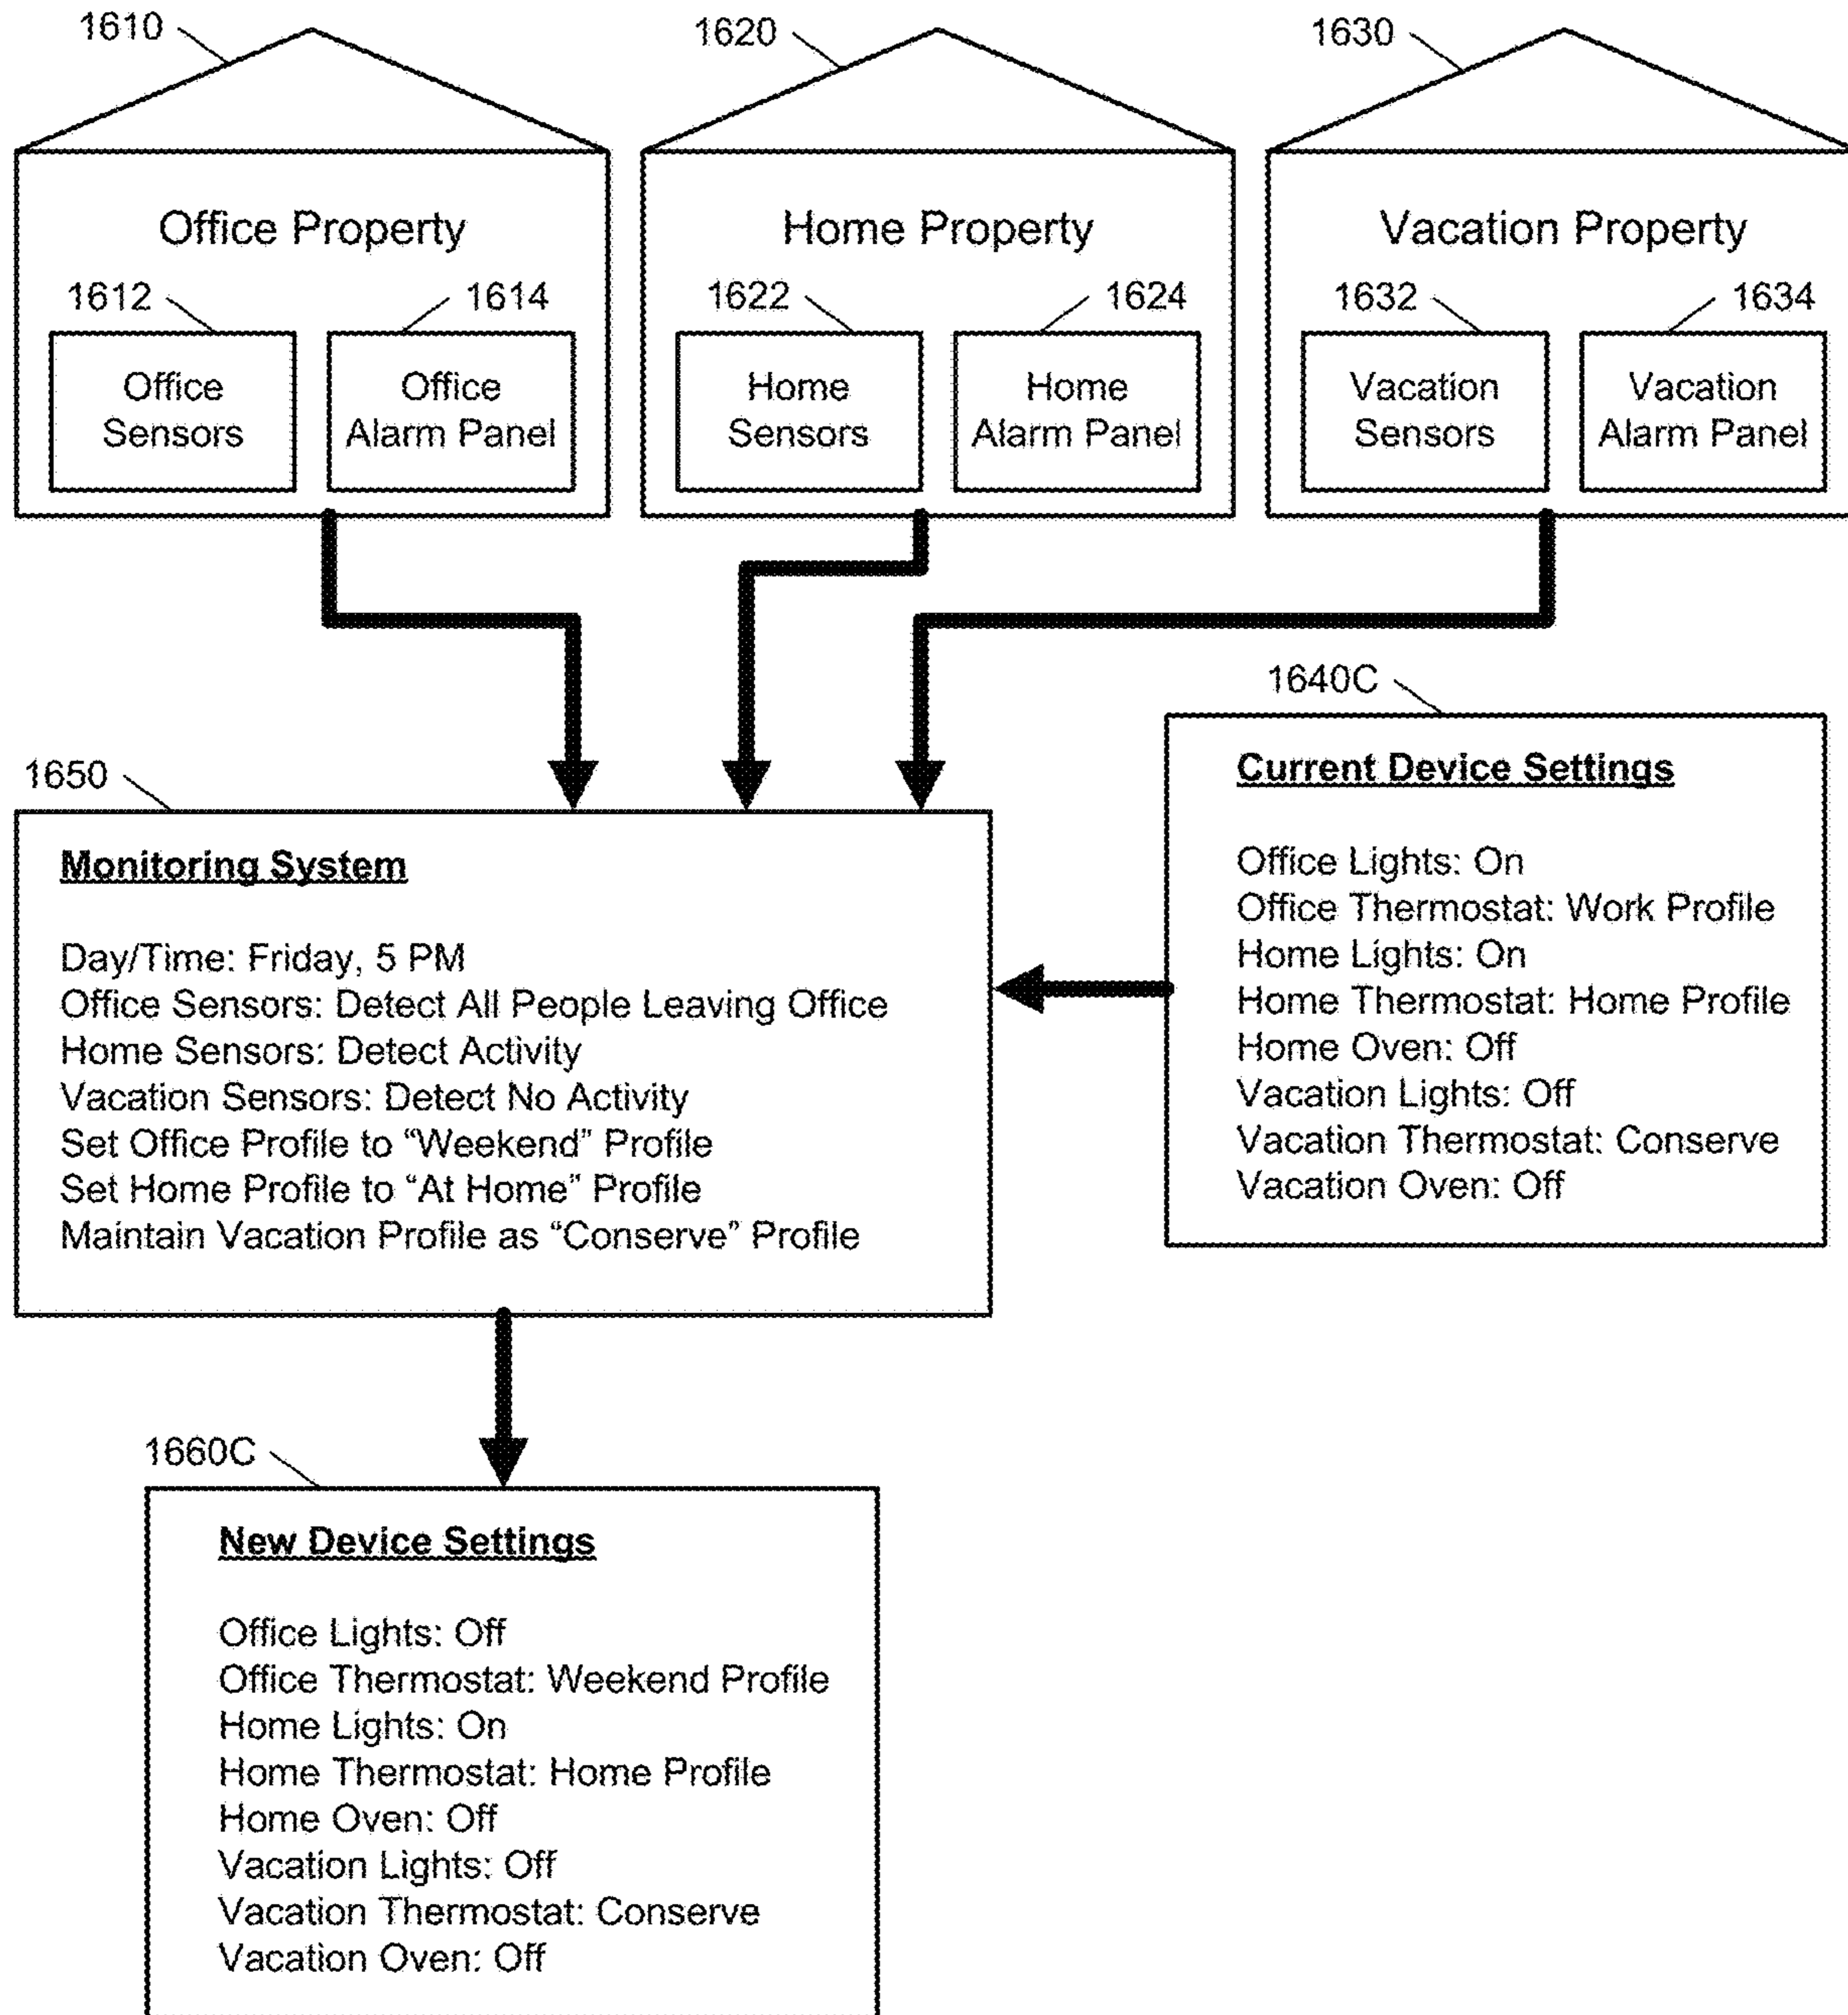 1610
1620
1630
Office Property
Home Property
Vacation Property
1612
1614
1622
1624
1632
1634
Office
Sensors
Office
Alarm Panel
Home
Sensors
Home
Alarm Panel
Vacation
Sensors
Vacation
Alarm Panel
1640C
Current Device Settings
Office Lights: On
Office Thermostat: Work Profile
Home Lights: On
Home Thermostat: Home Profile
Home Oven: Off
Vacation Lights: Off
Vacation Thermostat: Conserve
Vacation Oven: Off
1650
Monitoring System
Day/Time: Friday, 5 PM
Office Sensors: Detect All People Leaving Office
Home Sensors: Detect Activity
Vacation Sensors: Detect No Activity
Set Office Profile to “Weekend” Profile
Set Home Profile to “At Home” Profile
Maintain Vacation Profile as “Conserve” Profile
1660C
New Device Settings
Office Lights: Off
Office Thermostat: Weekend Profile
Home Lights: On
Home Thermostat: Home Profile
Home Oven: Off
Vacation Lights: Off
Vacation Thermostat: Conserve
Vacation Oven: Off